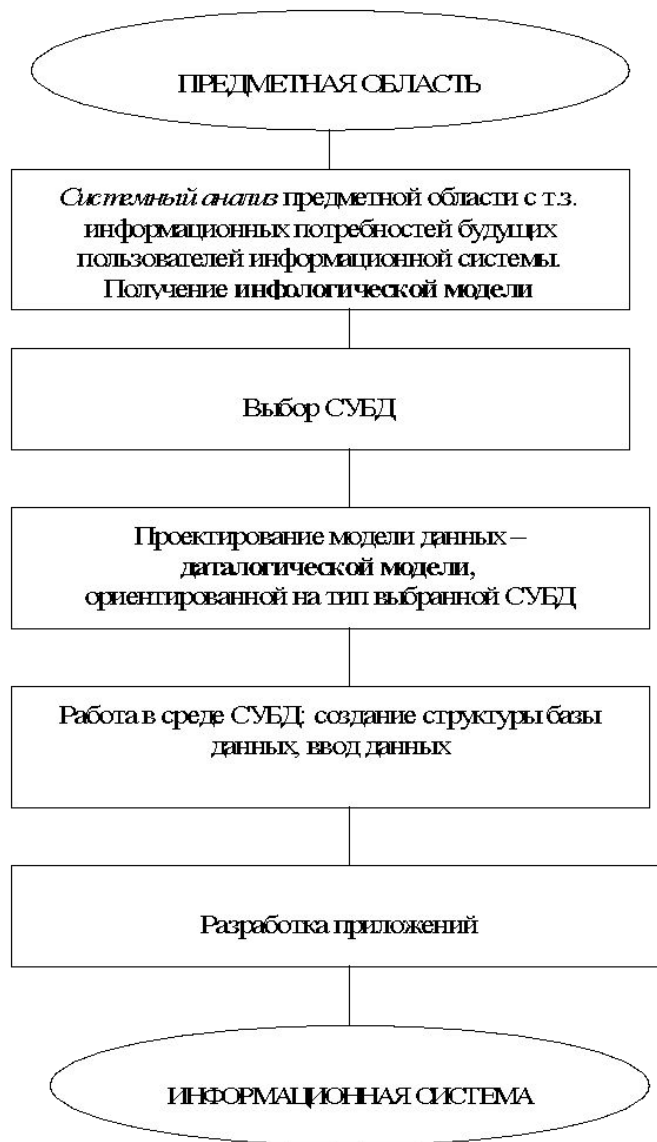 ПРЕДМЕТНАЯ ОБЛАСТЬ
Системный анализ предметной области с т.з.
информационных потребностей будущих
пользователей информационной системы.
Получение инфологической модели
Выбор СУБД
Проектирование модели данных –
даталогической модели,
ориентированной на тип выбранной СУБД
Работа в среде СУБД: создание структуры базы
данных, ввод данных
Разработка приложений
ИНФОРМАЦИОННАЯ СИСТЕМА